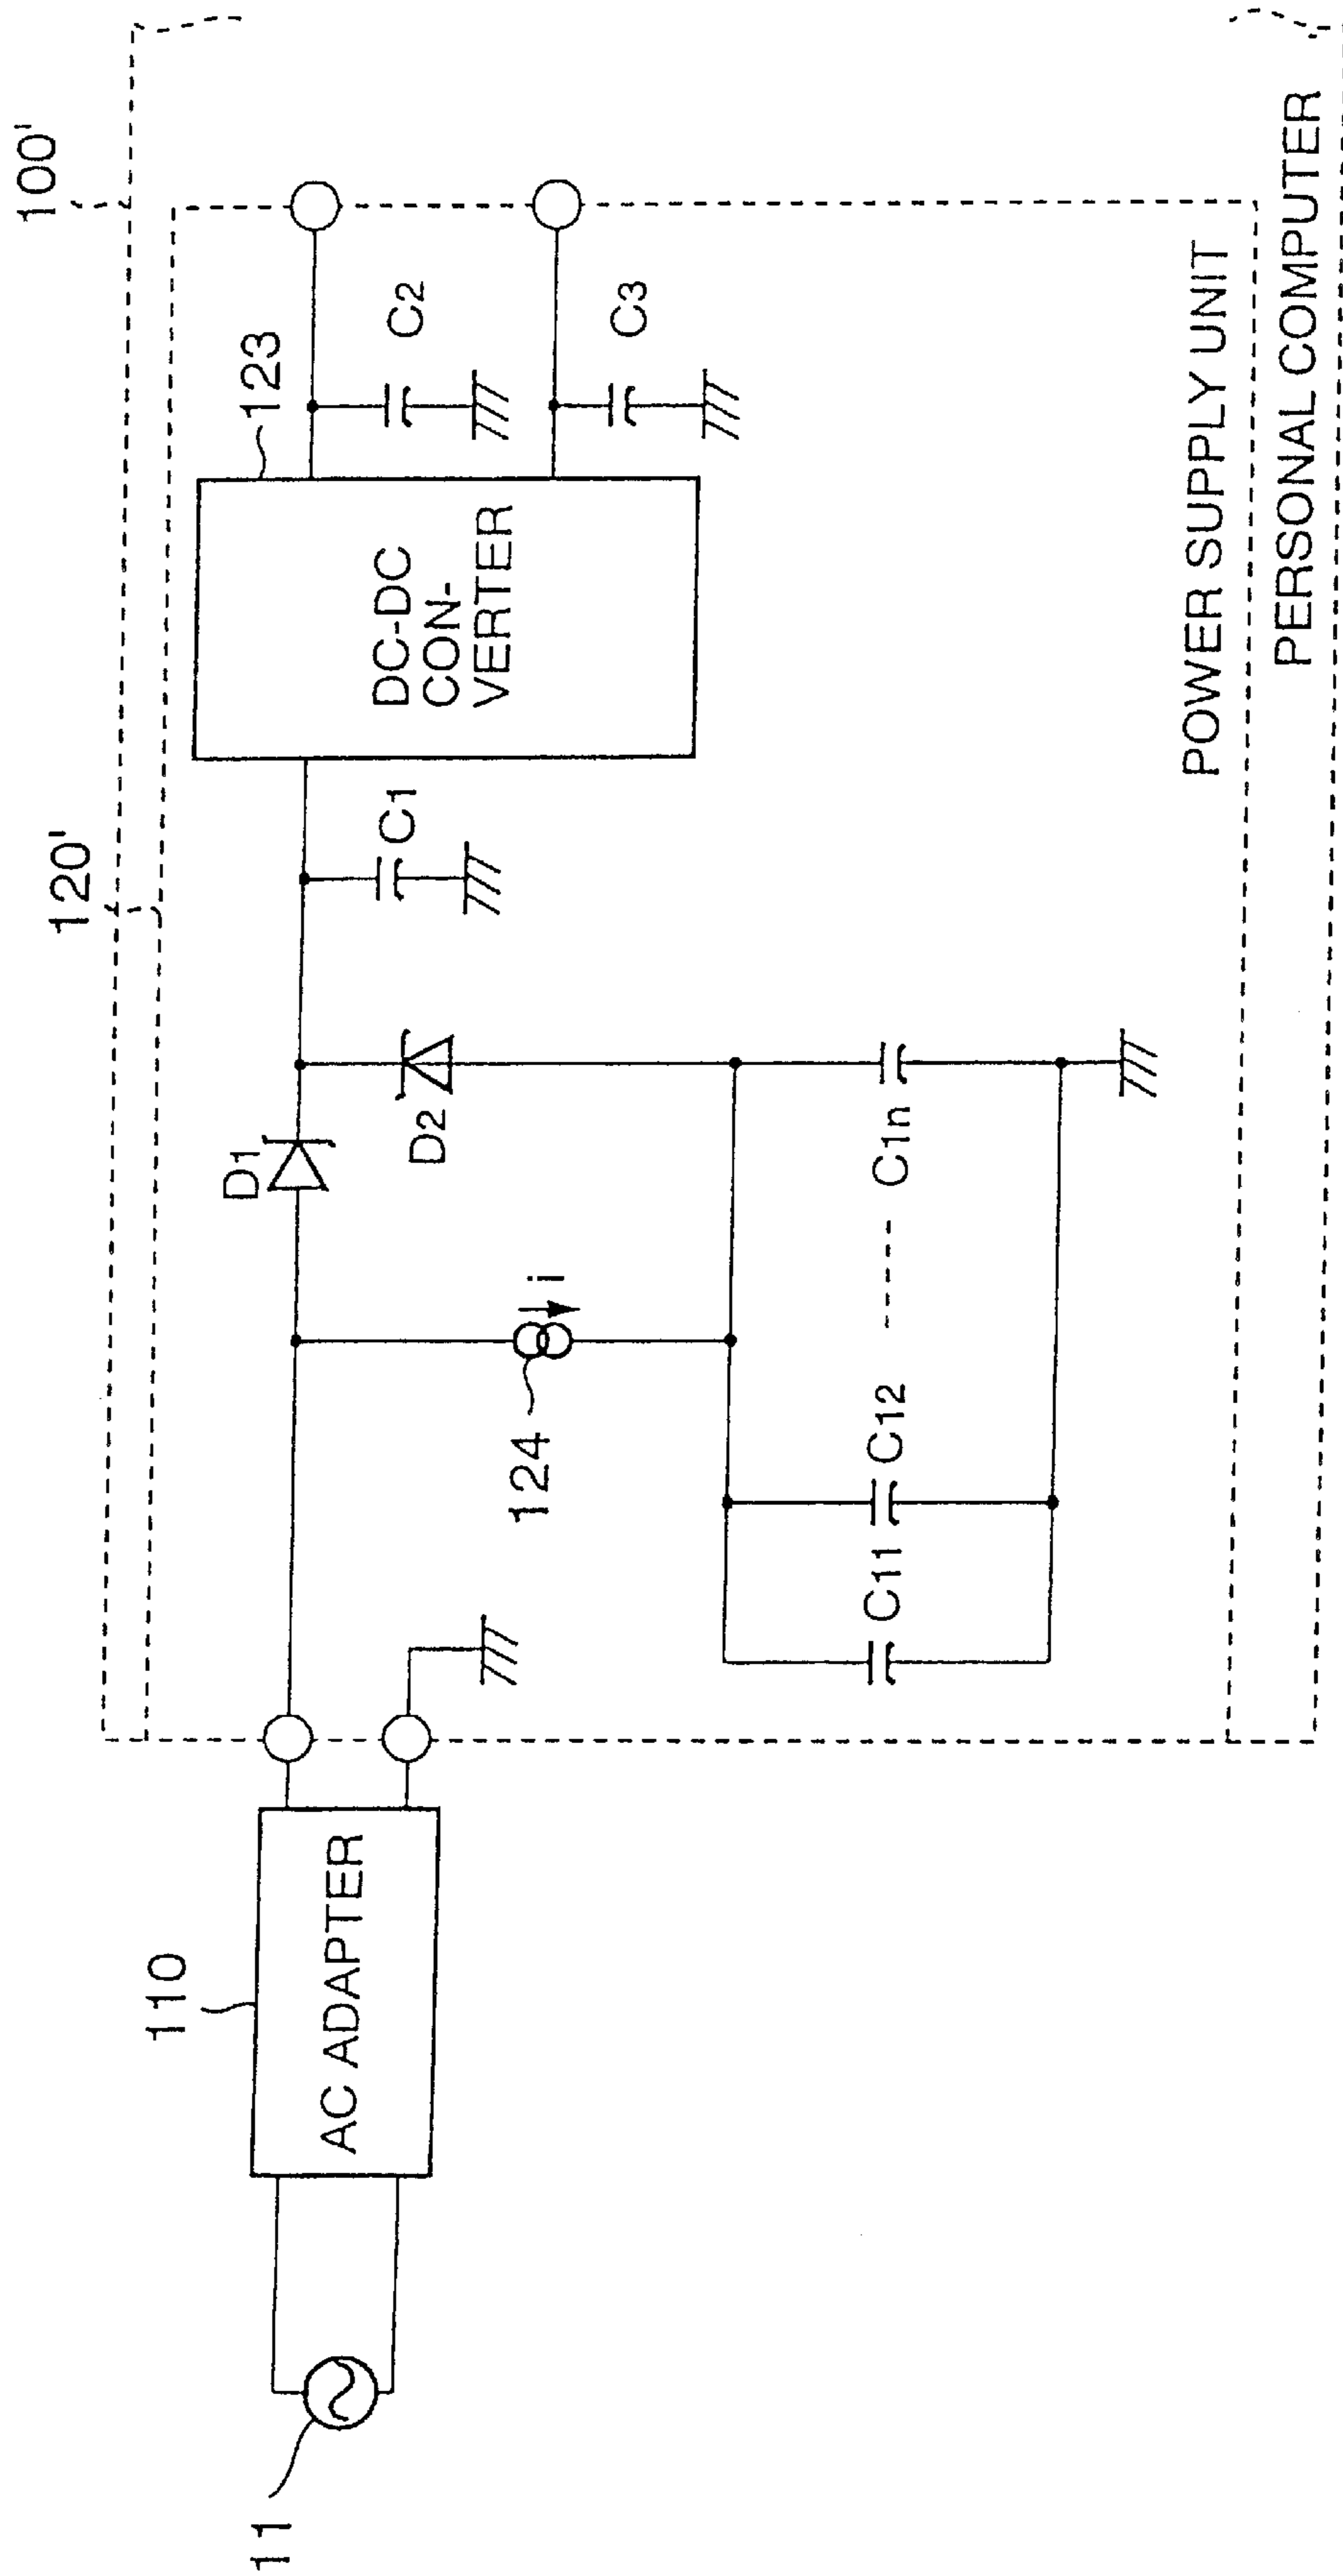 100'
120'
123
C2
C3
DC-DC
CON-
VERTER
C1
D1
D2
i
124
C11
C12
C1n
110
AC ADAPTER
11
POWER SUPPLY UNIT
PERSONAL COMPUTER